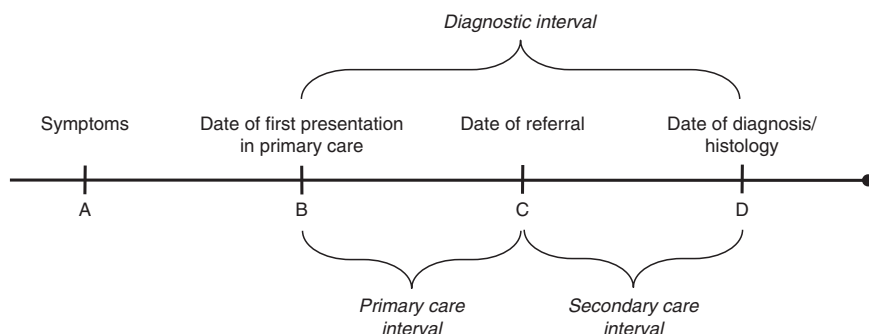 Diagnostic interval
Symptoms
Date of first presentation
in primary care
Date of referral
Date of diagnosis/
histology
A
B
C
D
Primary care
interval
Secondary care
interval